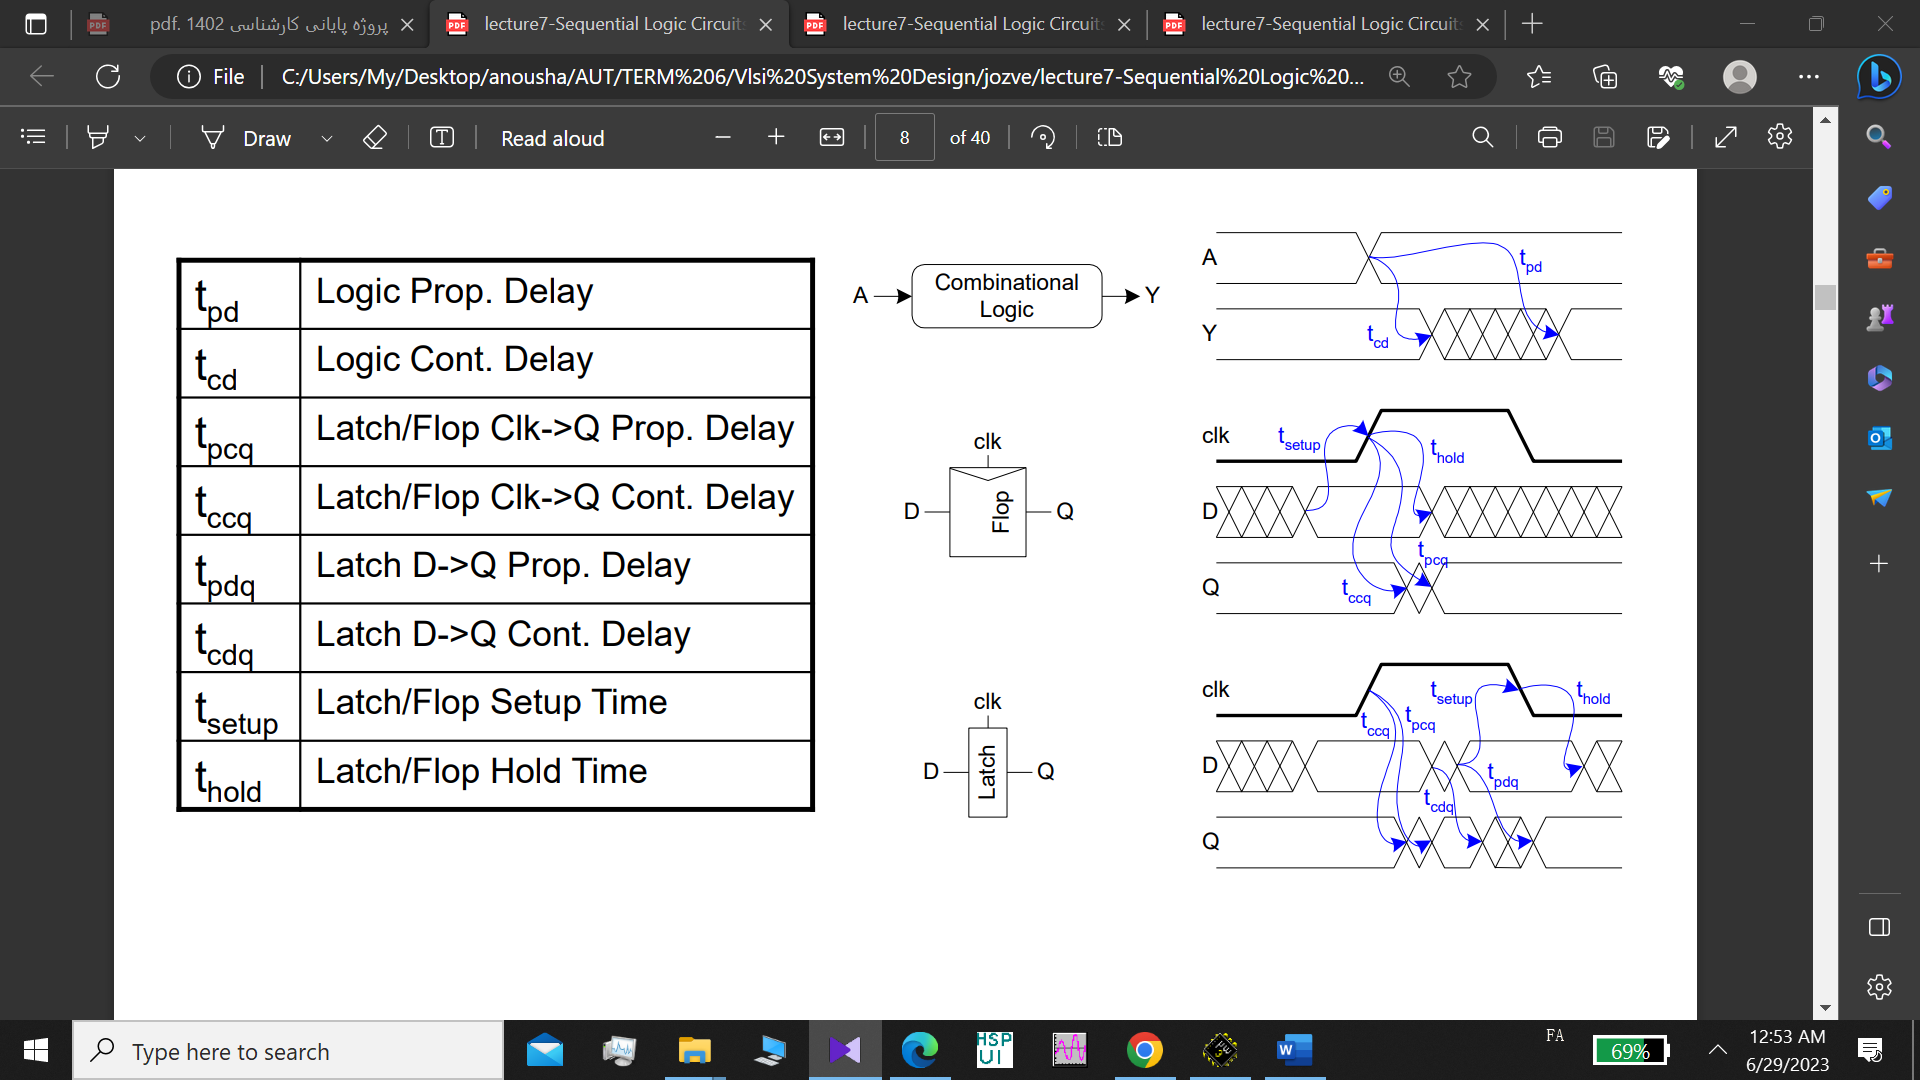 پروژه پایانی کارشناسی 1402 .pdf
lecture7-Sequential Logic Circuit
lecture7-Sequential Logic Circuit
lecture7-Sequential Logic Circuit
File
C:/Users/My/Desktop/anousha/AUT/TERM%206/Vlsi%20System%20Design/jozve/lecture7-Sequential%20Logic%20...
Draw
Read aloud
8
of 40
tpd Logic Prop. Delay
tcd Logic Cont. Delay
tpcq Latch/Flop Clk->Q Prop. Delay
tccq Latch/Flop Clk->Q Cont. Delay
tpdq Latch D->Q Prop. Delay
tcdq Latch D->Q Cont. Delay
tsetup Latch/Flop Setup Time
thold Latch/Flop Hold Time
A
Combinational
Logic
Y
clk
D
Flop
Q
clk
D
Latch
Q
A
tpd
Y
tcd
clk
tsetup
thold
D
tpcq
Q
tccq
clk
tsetup
thold
tccq
tpcq
D
tpdq
tcdq
Q
Type here to search
HSP
UI
FA
69%
12:53 AM
6/29/2023